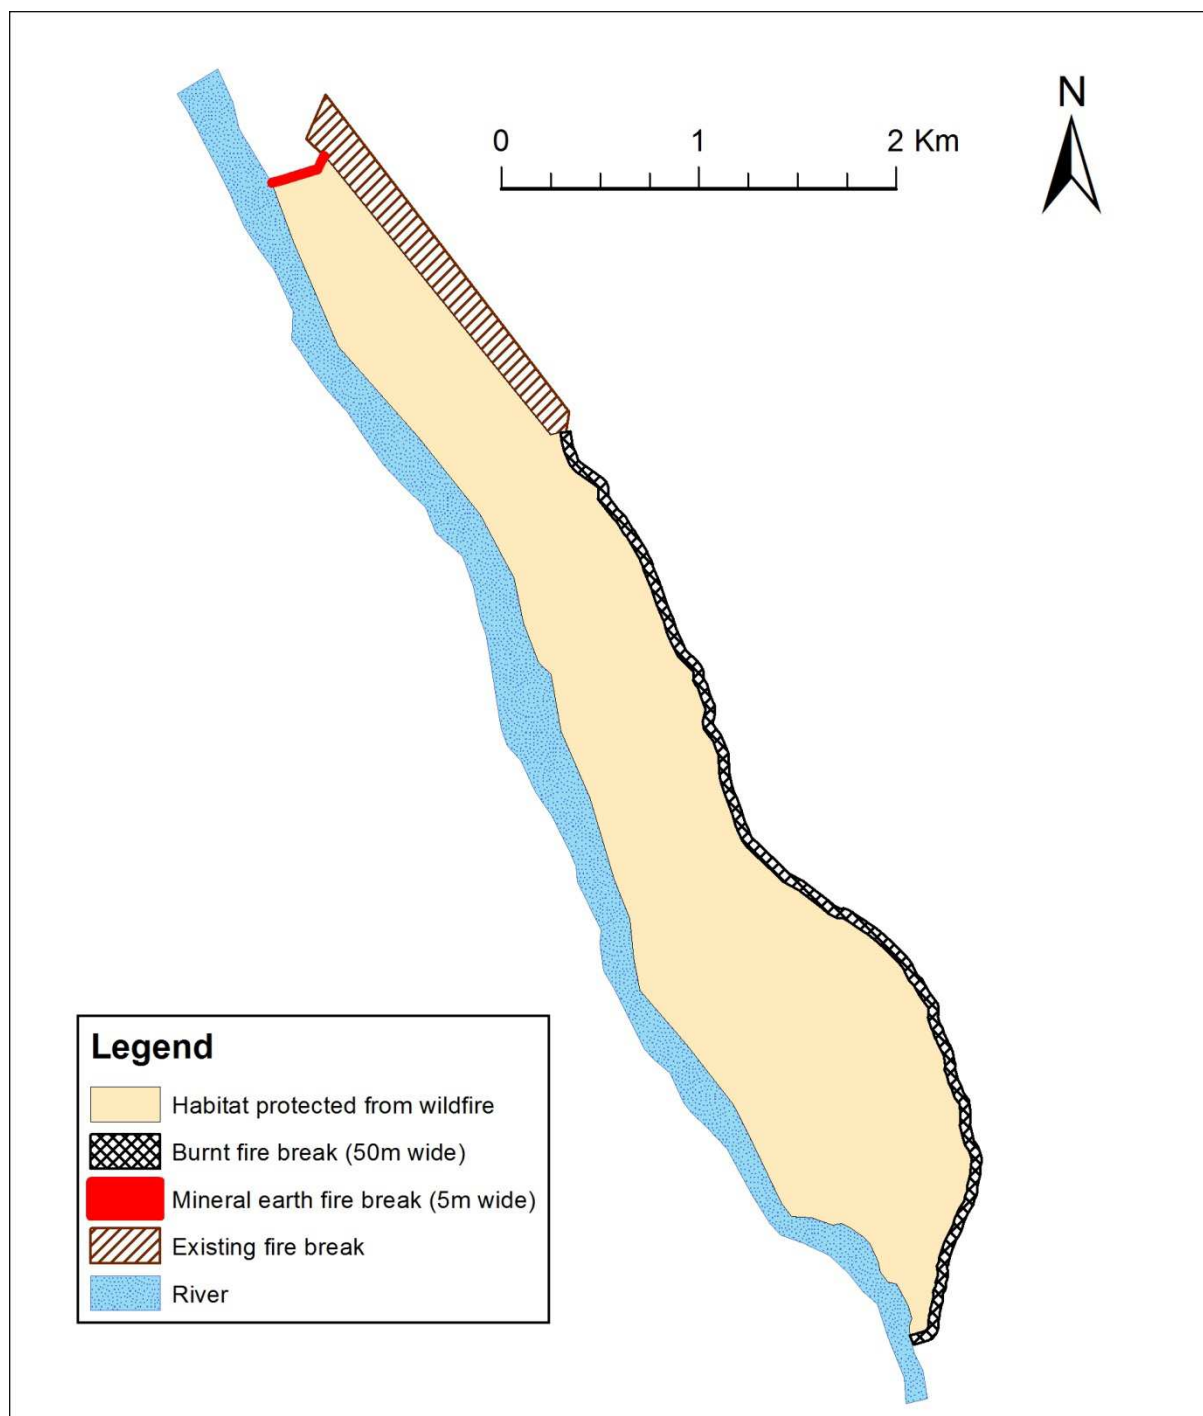 N
0 1 2 Km
Legend
Habitat protected from wildfire
Burnt fire break (50m wide)
Mineral earth fire break (5m wide)
Existing fire break
River